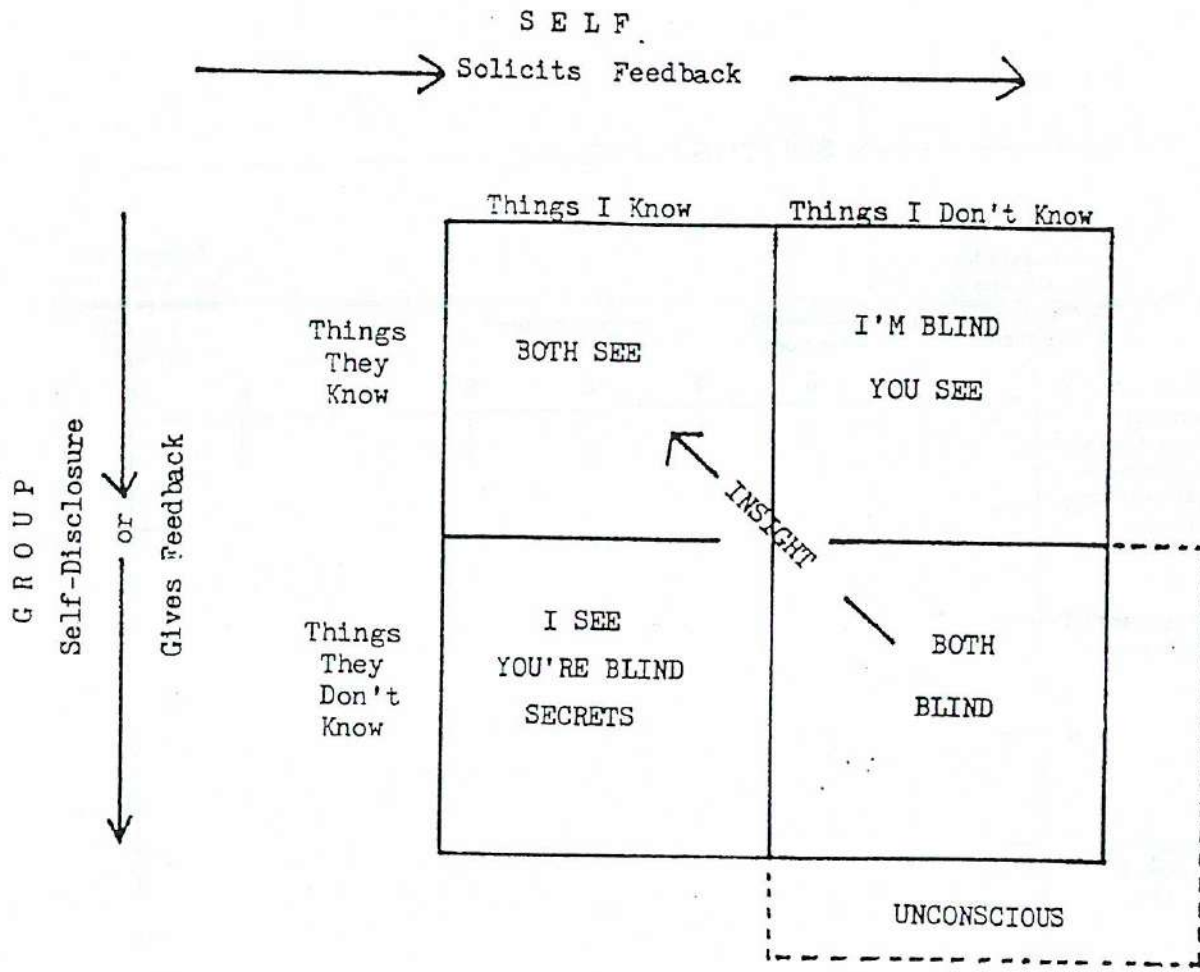 S E L F
Solicits Feedback
Things I Know
Things I Don't Know
Things
They
Know
BOTH SEE
I'M BLIND
YOU SEE
INSIGHT
G R O U P
Self-Disclosure
or
Gives Feedback
Things
They
Don't
Know
I SEE
YOU'RE BLIND
SECRETS
BOTH
BLIND
UNCONSCIOUS